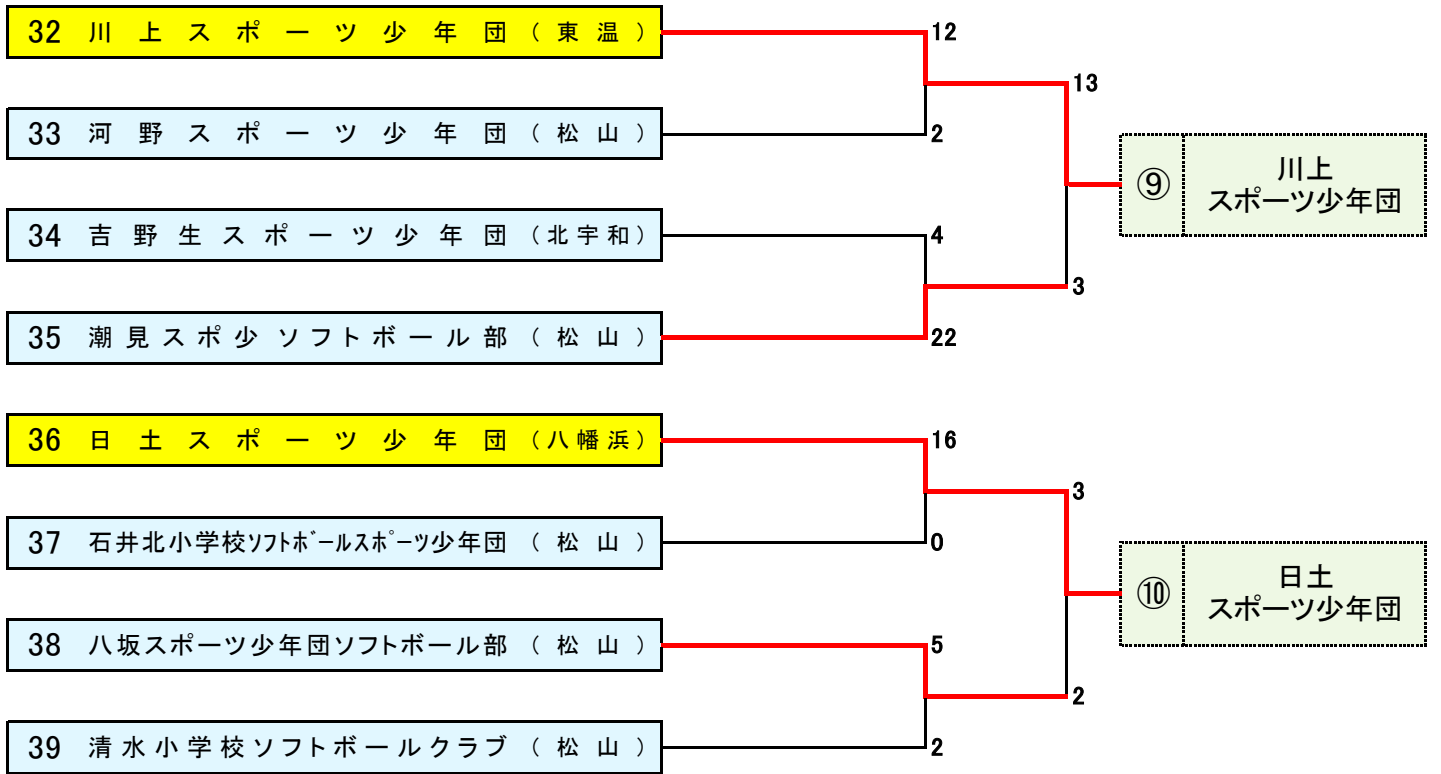 32 川上スポーツ少年団（東温）
12
13
33 河野スポーツ少年団（松山）
2
⑨ 川上
スポーツ少年団
34 吉野生スポーツ少年団（北宇和）
4
3
35 潮見スポ少ソフトボール部（松山）
22
36 日土スポーツ少年団（八幡浜）
16
3
37 石井北小学校ｿﾌﾄﾎﾞｰﾙｽﾎﾟｰﾂ少年団（松山）
0
⑩ 日土
スポーツ少年団
38 八坂スポーツ少年団ソフトボール部（松山）
5
2
39 清水小学校ソフトボールクラブ（松山）
2